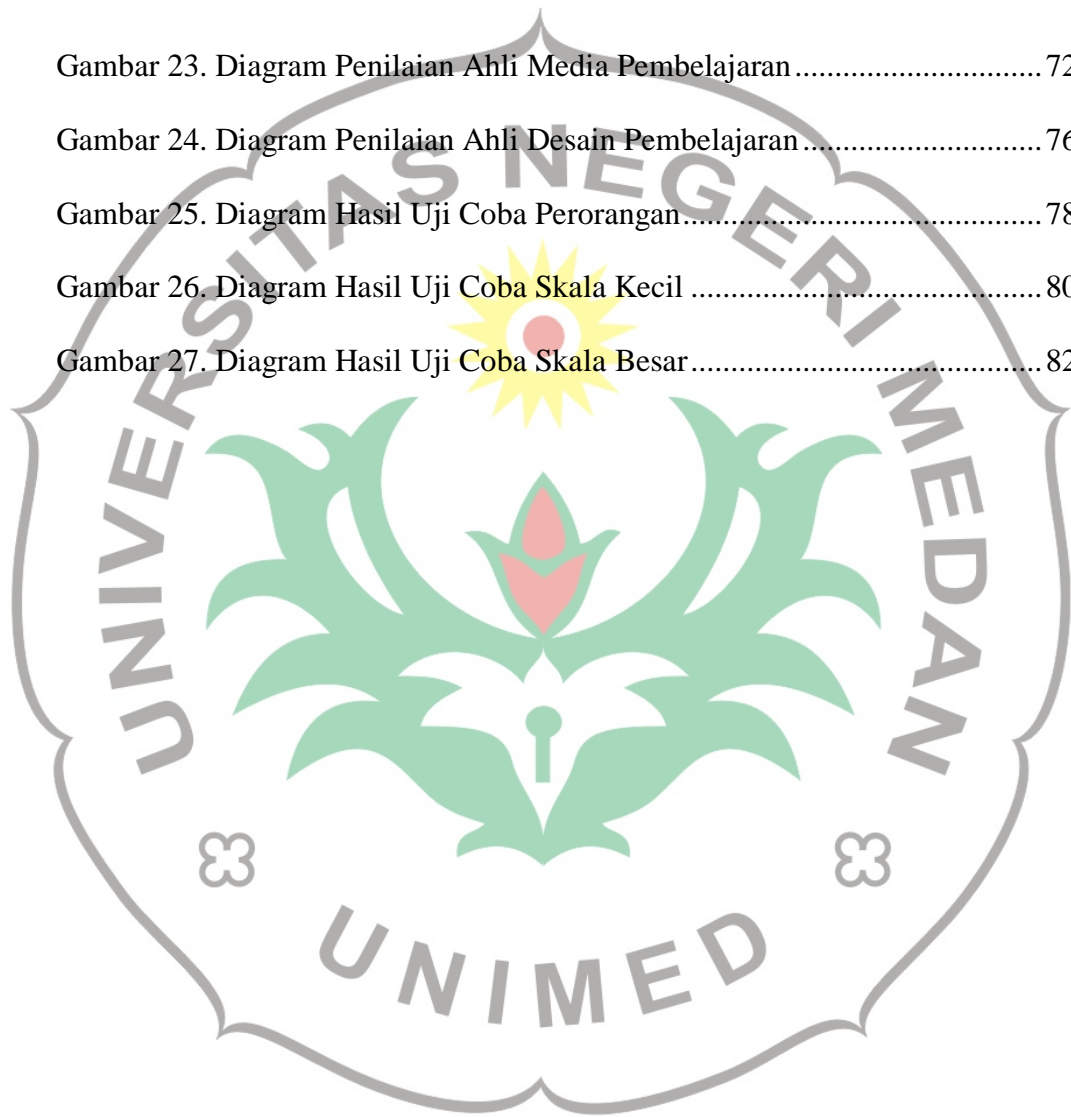 Gambar 23. Diagram Penilaian Ahli Media Pembelajaran............................... 72
Gambar 24. Diagram Penilaian Ahli Desain Pembelajaran.............................. 76
Gambar 25. Diagram Hasil Uji Coba Perorangan............................................. 78
Gambar 26. Diagram Hasil Uji Coba Skala Kecil ............................................ 80
Gambar 27. Diagram Hasil Uji Coba Skala Besar............................................ 82
UNIVERSITAS NEGERI MEDAN
UNIMED